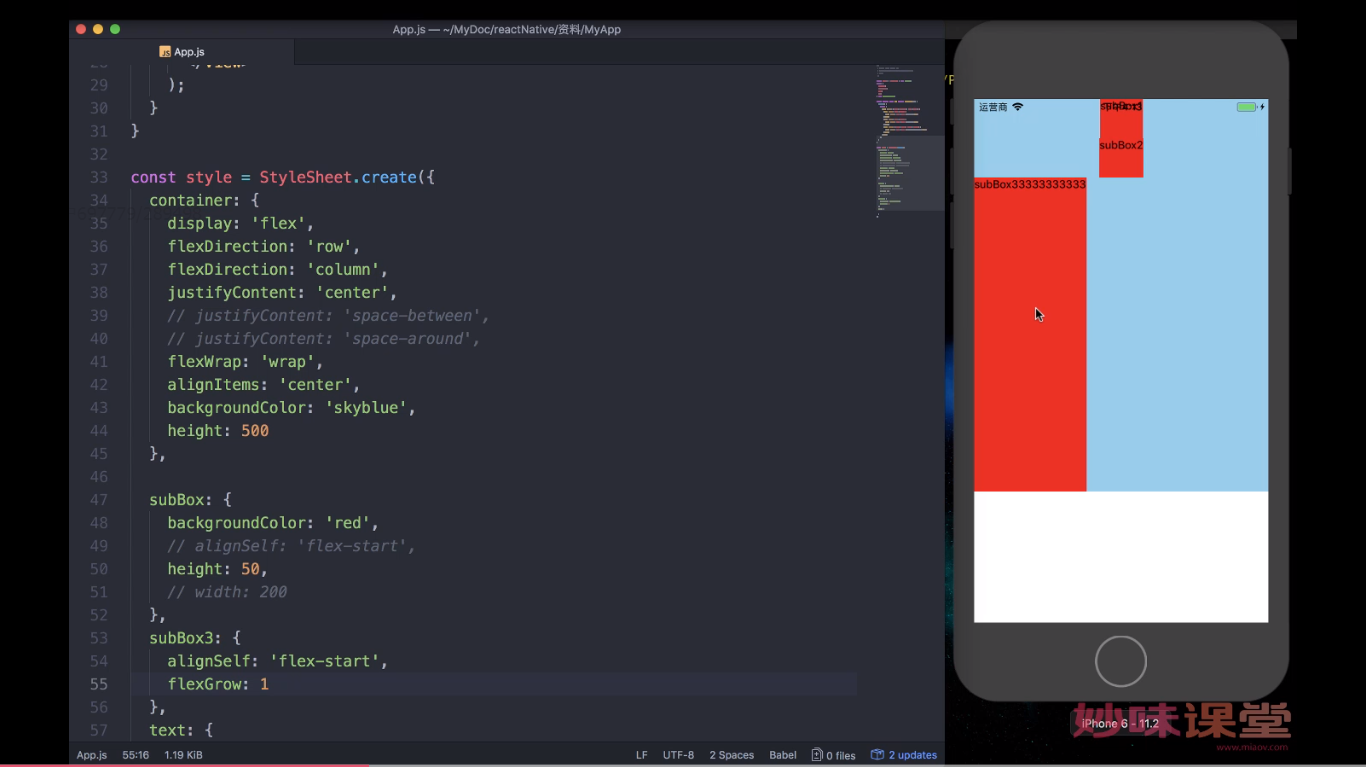 App.js — ~/MyDoc/reactNative/资料/MyApp
App.js
29 );
30 }
31 }
32
33 const style = StyleSheet.create({
34 container: {
35 display: 'flex',
36 flexDirection: 'row',
37 flexDirection: 'column',
38 justifyContent: 'center',
39 // justifyContent: 'space-between',
40 // justifyContent: 'space-around',
41 flexWrap: 'wrap',
42 alignItems: 'center',
43 backgroundColor: 'skyblue',
44 height: 500
45 },
46
47 subBox: {
48 backgroundColor: 'red',
49 // alignSelf: 'flex-start',
50 height: 50,
51 // width: 200
52 },
53 subBox3: {
54 alignSelf: 'flex-start',
55 flexGrow: 1
56 },
57 text: {
App.js 55:16 1.19 KiB LF UTF-8 2 Spaces Babel 0 files 2 updates
运营商
subBox2
subBox33333333333
iPhone 6 - 11.2
妙味课堂
www.miaov.com